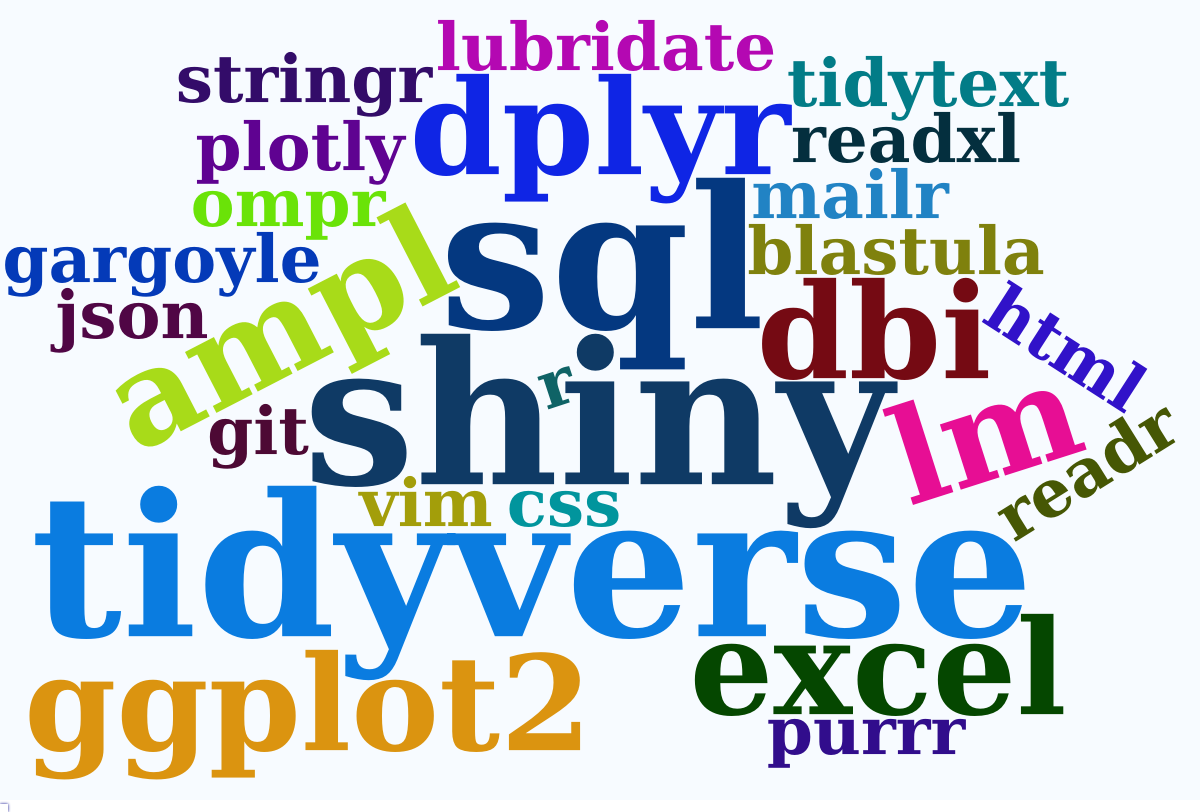 lubridate
stringr
dplyr
tidytext
plotly
readxl
ompr
mailr
sql
gargoyle
ampl
blastula
json
dbi
html
shiny
r
git
lm
readr
vim
css
tidyverse
excel
ggplot2
purrr